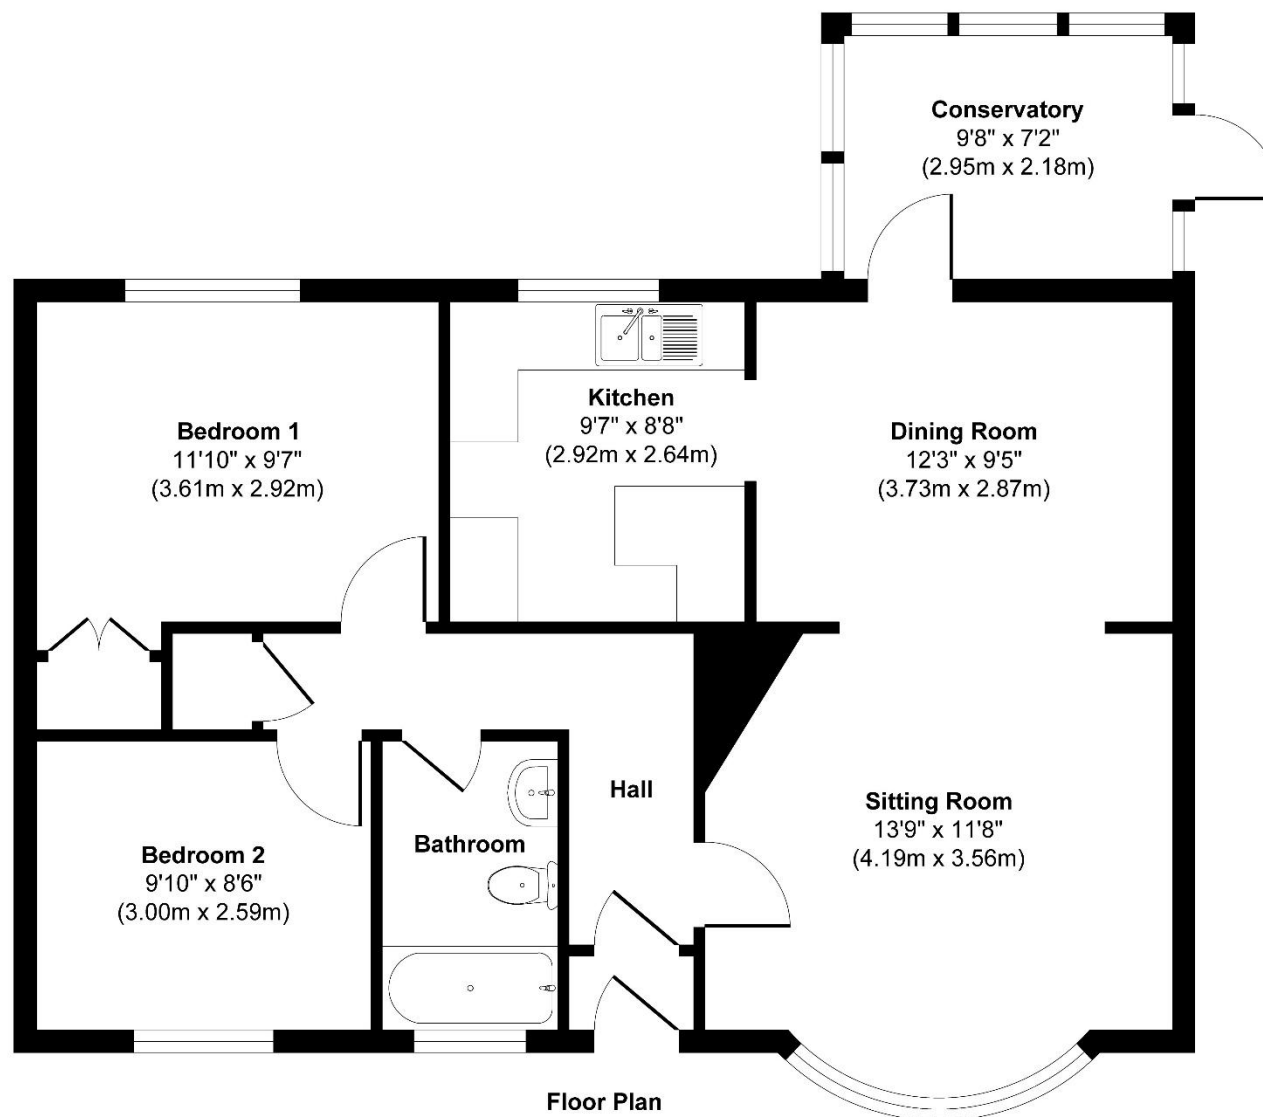 Conservatory
9'8" x 7'2"
(2.95m x 2.18m)
Kitchen
9'7" x 8'8"
(2.92m x 2.64m)
Bedroom 1
11'10" x 9'7"
(3.61m x 2.92m)
Dining Room
12'3" x 9'5"
(3.73m x 2.87m)
Hall
Sitting Room
13'9" x 11'8"
(4.19m x 3.56m)
Bathroom
Bedroom 2
9'10" x 8'6"
(3.00m x 2.59m)
Floor Plan